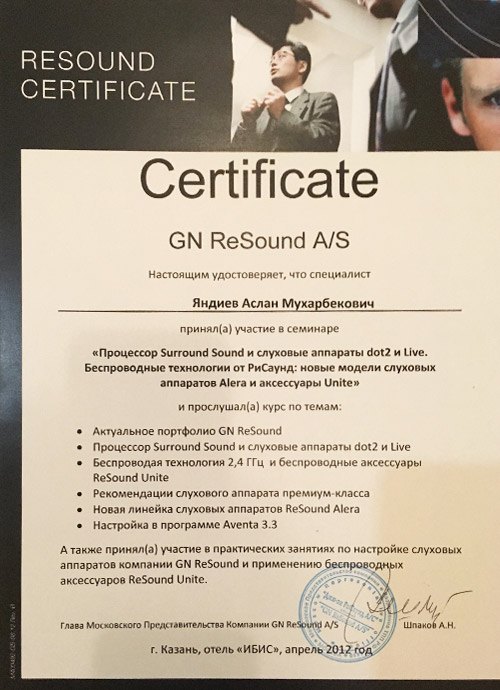 RESOUND
CERTIFICATE
Certificate
GN ReSound A/S
Настоящим удостоверяет, что специалист
Яндиев Аслан Мухарбекович
принял(а) участие в семинаре
«Процессор Surround Sound и слуховые аппараты dot2 и Live.
Беспроводные технологии от РиСаунд: новые модели слуховых
аппаратов Alera и аксессуары Unite»
и прослушал(а) курс по темам:
• Актуальное портфолио GN ReSound
• Процессор Surround Sound и слуховые аппараты dot2 и Live
• Беспроводая технология 2,4 ГГц и беспроводные аксессуары
ReSound Unite
• Рекомендации слухового аппарата премиум-класса
• Новая линейка слуховых аппаратов ReSound Alera
• Настройка в программе Aventa 3.3
А также принял(а) участие в практических занятиях по настройке слуховых
аппаратов компании GN ReSound и применению беспроводных
аксессуаров ReSound Unite.
Глава Московского Представительства Компании GN ReSound A/S Шпаков А.Н.
г. Казань, отель «ИБИС», апрель 2012 год